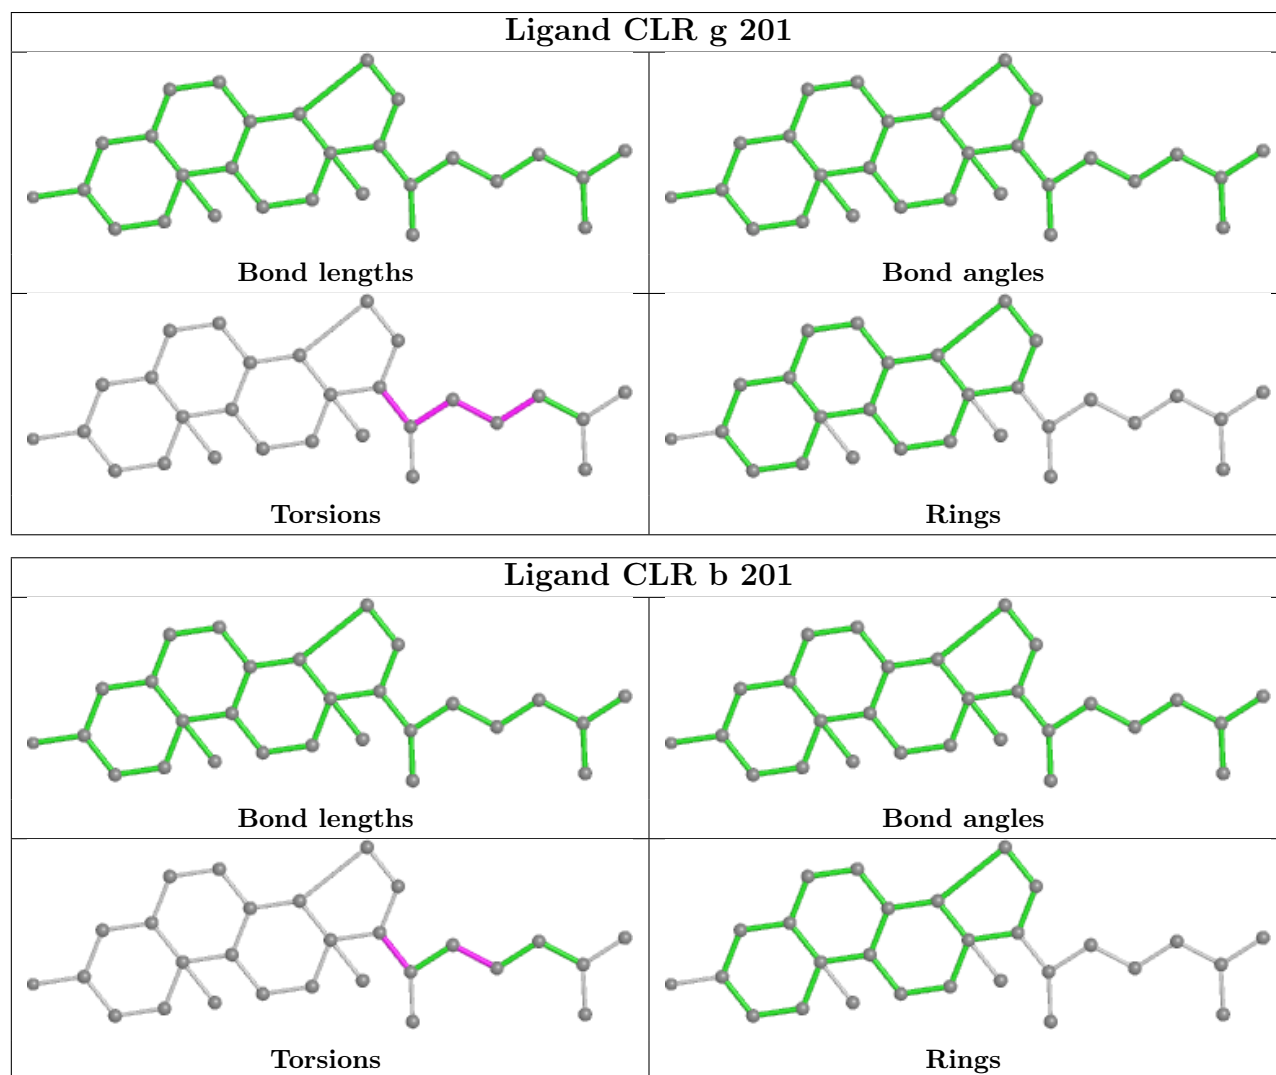 Ligand CLR g 201
Bond lengths
Bond angles
Torsions
Rings
Ligand CLR b 201
Bond lengths
Bond angles
Torsions
Rings